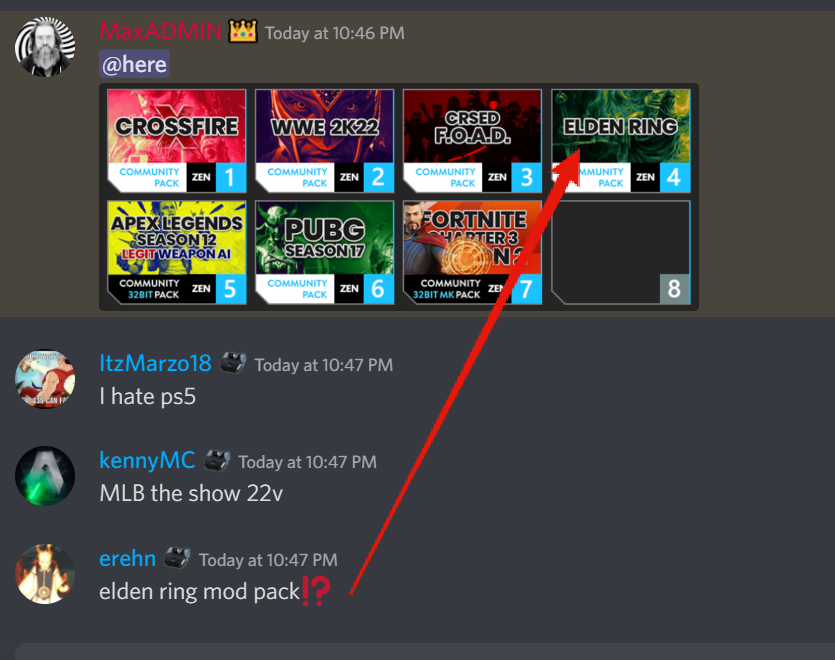 MaxADMIN Today at 10:46 PM
@here
CROSSFIRE
COMMUNITY PACK ZEN 1
WWE 2K22
COMMUNITY PACK ZEN 2
CRSED
F.O.A.D.
COMMUNITY PACK ZEN 3
ELDEN RING
PACK ZEN 4
APEX LEGENDS
SEASON 12
LEGIT WEAPON AI
COMMUNITY
32BIT PACK ZEN 5
PUBG
SEASON 17
COMMUNITY PACK ZEN 6
FORTNITE
3
COMMUNITY
32BIT MK PACK 7
8
ItzMarzo18 Today at 10:47 PM
I hate ps5
kennyMC Today at 10:47 PM
MLB the show 22v
erehn Today at 10:47 PM
elden ring mod pack⁉️